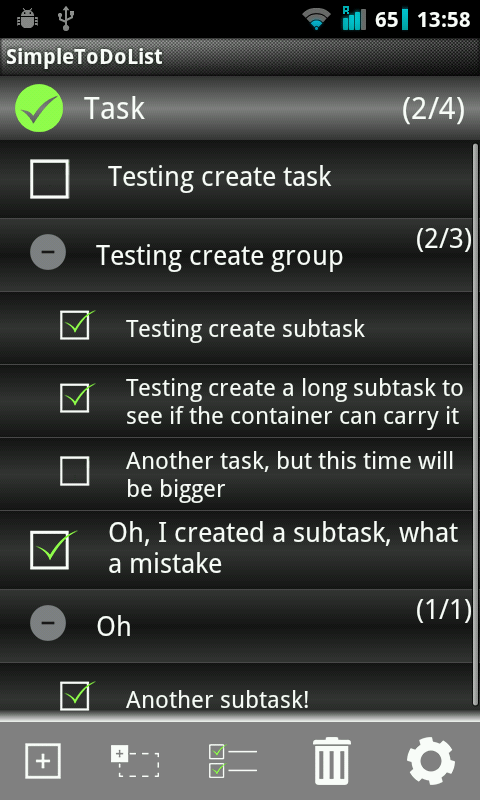 R 65 13:58
SimpleToDoList
Task (2/4)
Testing create task
(2/3)
Testing create group
Testing create subtask
Testing create a long subtask to
see if the container can carry it
Another task, but this time will
be bigger
Oh, I created a subtask, what
a mistake
(1/1)
Oh
Another subtask!